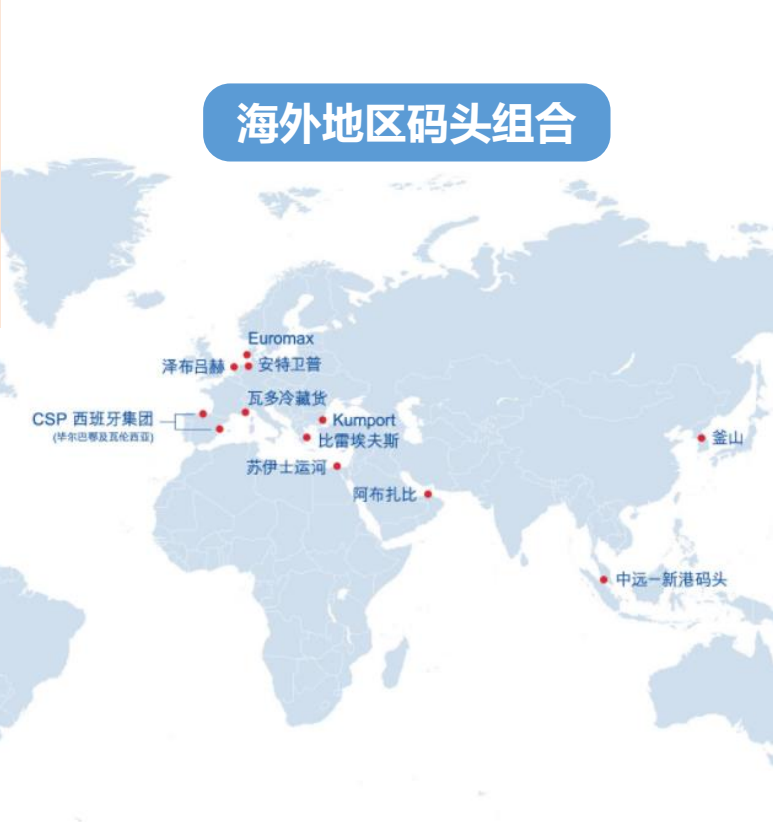 海外地区码头组合
Euromax
泽布吕赫
安特卫普
瓦多冷藏货
CSP 西班牙集团
(毕尔巴鄂及瓦伦西亚)
Kumport
比雷埃夫斯
釜山
苏伊士运河
阿布扎比
中远－新港码头